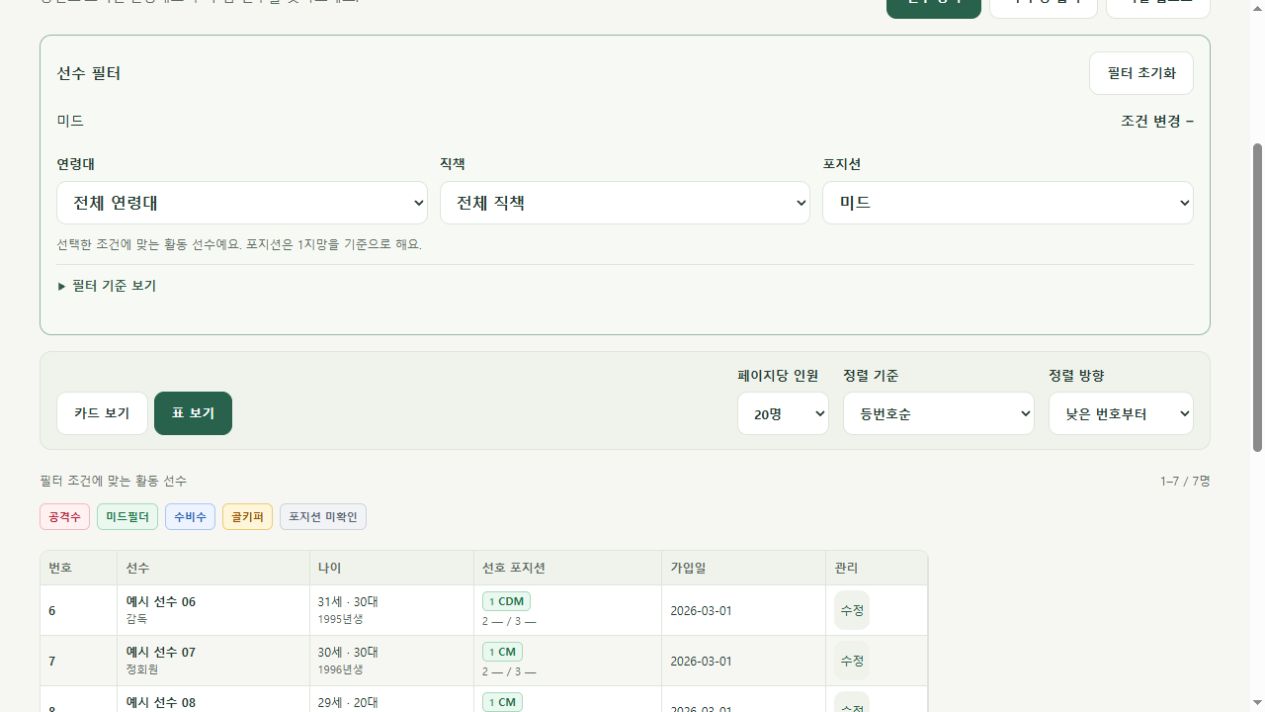 선수 필터
필터 초기화
미드
조건 변경 −
연령대 직책 포지션
전체 연령대 전체 직책 미드
선택한 조건에 맞는 활동 선수예요. 포지션은 1지망을 기준으로 해요.
▶ 필터 기준 보기
페이지당 인원 정렬 기준 정렬 방향
카드 보기 표 보기 20명 등번호순 낮은 번호부터
필터 조건에 맞는 활동 선수 1–7 / 7명
공격수 미드필더 수비수 골키퍼 포지션 미확인
번호 선수 나이 선호 포지션 가입일 관리
6 예시 선수 06 31세 · 30대 1 CDM 2026-03-01 수정
감독 1995년생 2 — / 3 —
7 예시 선수 07 30세 · 30대 1 CM 2026-03-01 수정
정회원 1996년생 2 — / 3 —
8 예시 선수 08 29세 · 20대 1 CM 2026-03-01 수정